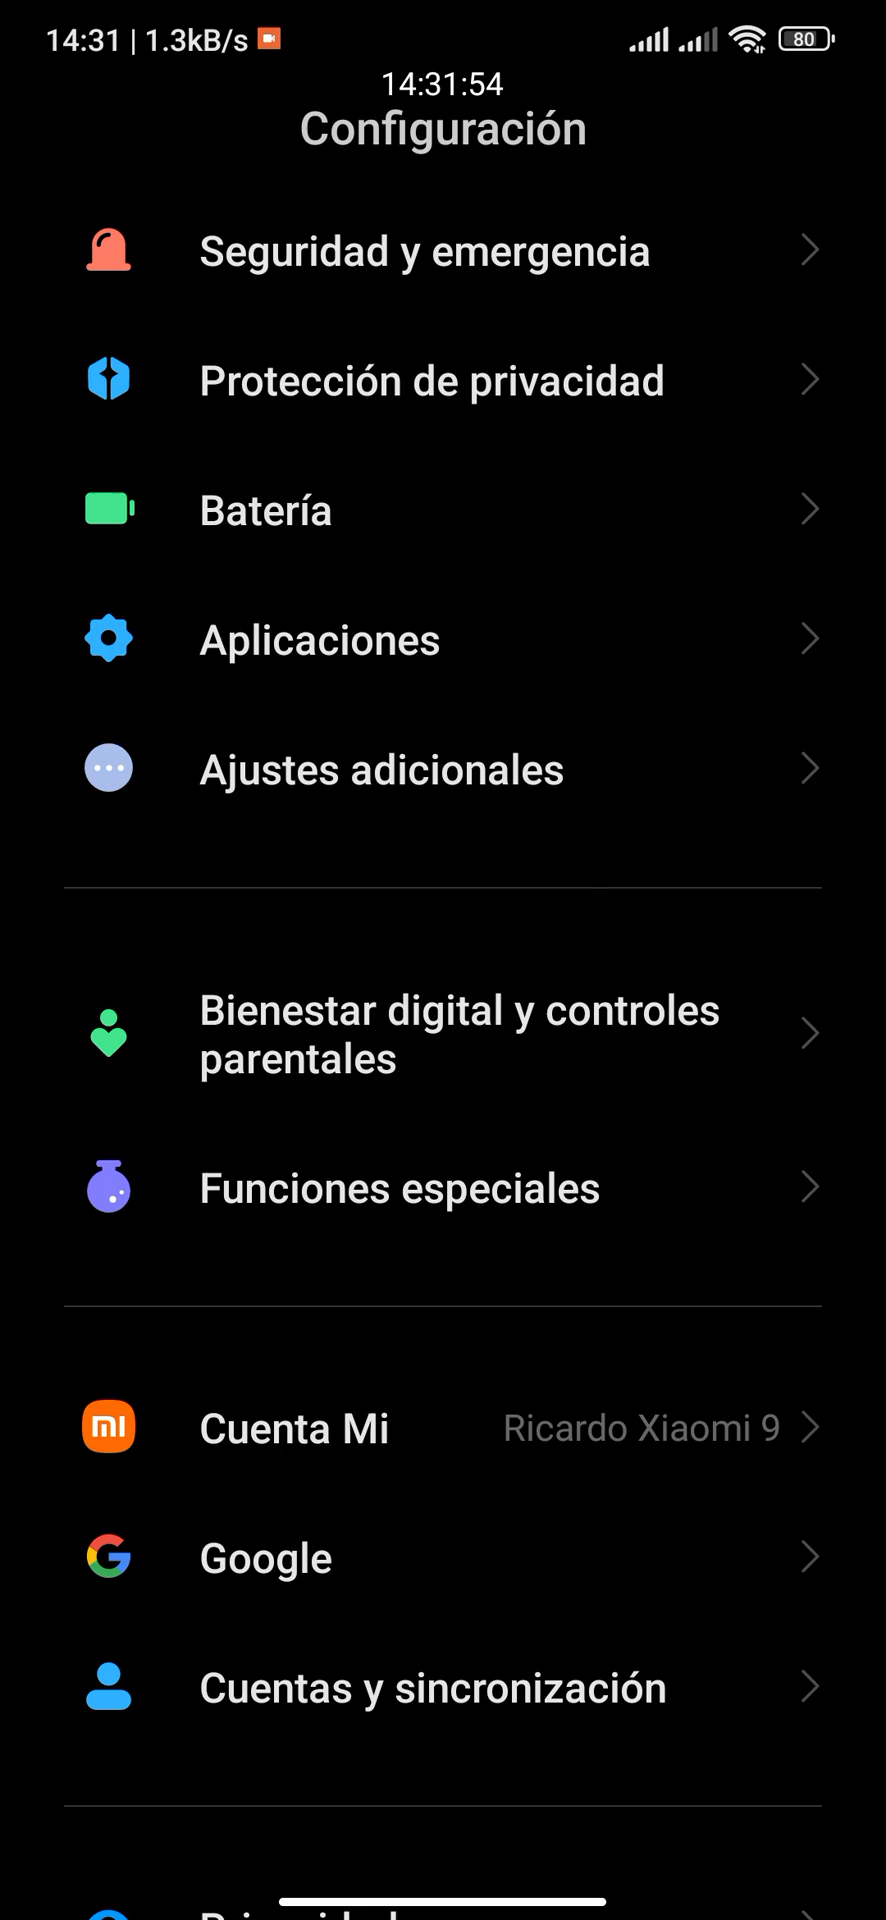 14:31 | 1.3kB/s
80
14:31:54
Configuración
Seguridad y emergencia
Protección de privacidad
Batería
Aplicaciones
Ajustes adicionales
Bienestar digital y controles
parentales
Funciones especiales
Cuenta Mi Ricardo Xiaomi 9
Google
Cuentas y sincronización